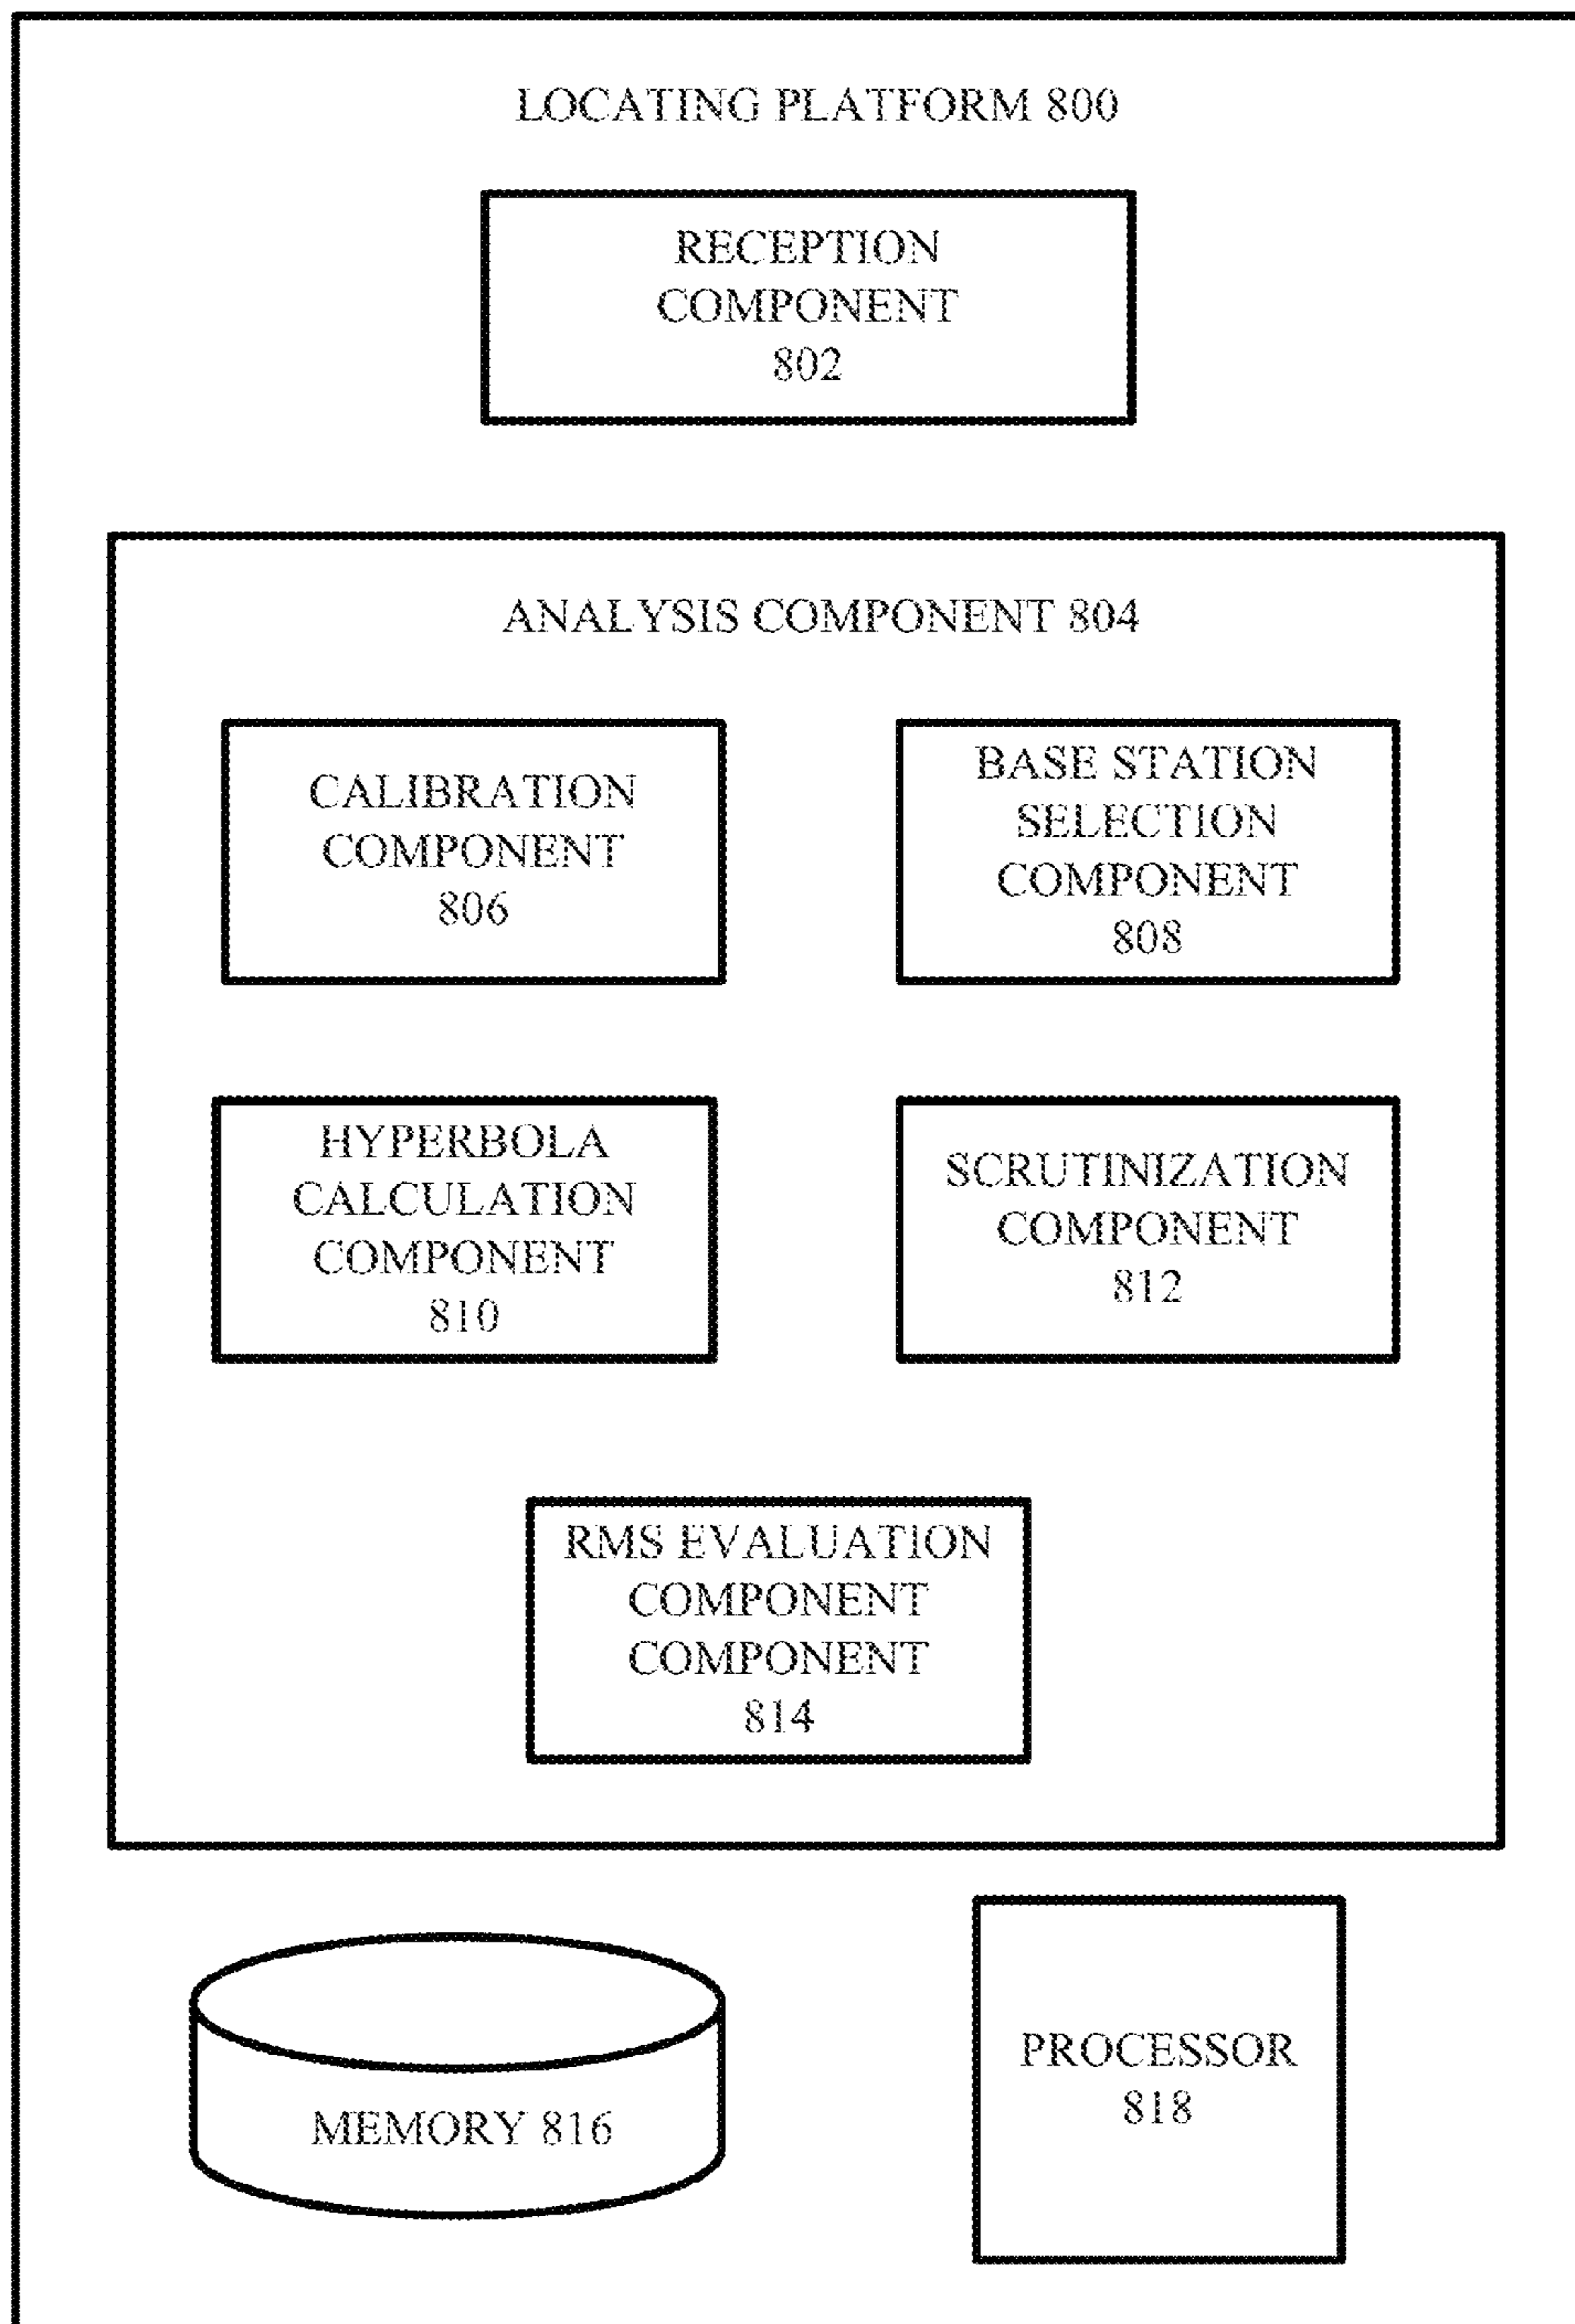 LOCATING PLATFORM 800
RECEPTION
COMPONENT
802
ANALYSIS COMPONENT 804
CALIBRATION
COMPONENT
806
BASE STATION
SELECTION
COMPONENT
808
HYPERBOLA
CALCULATION
COMPONENT
810
SCRUTINIZATION
COMPONENT
812
RMS EVALUATION
COMPONENT
COMPONENT
814
MEMORY 816
PROCESSOR
818